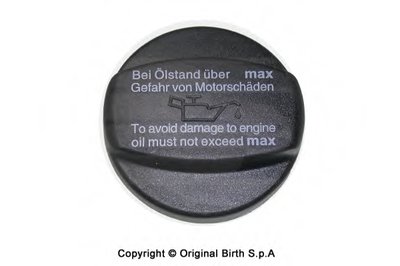 Bei Ölstand über max
Gefahr von Motorschäden
To avoid damage to engine
oil must not exceed max
Copyright © Original Birth S.p.A